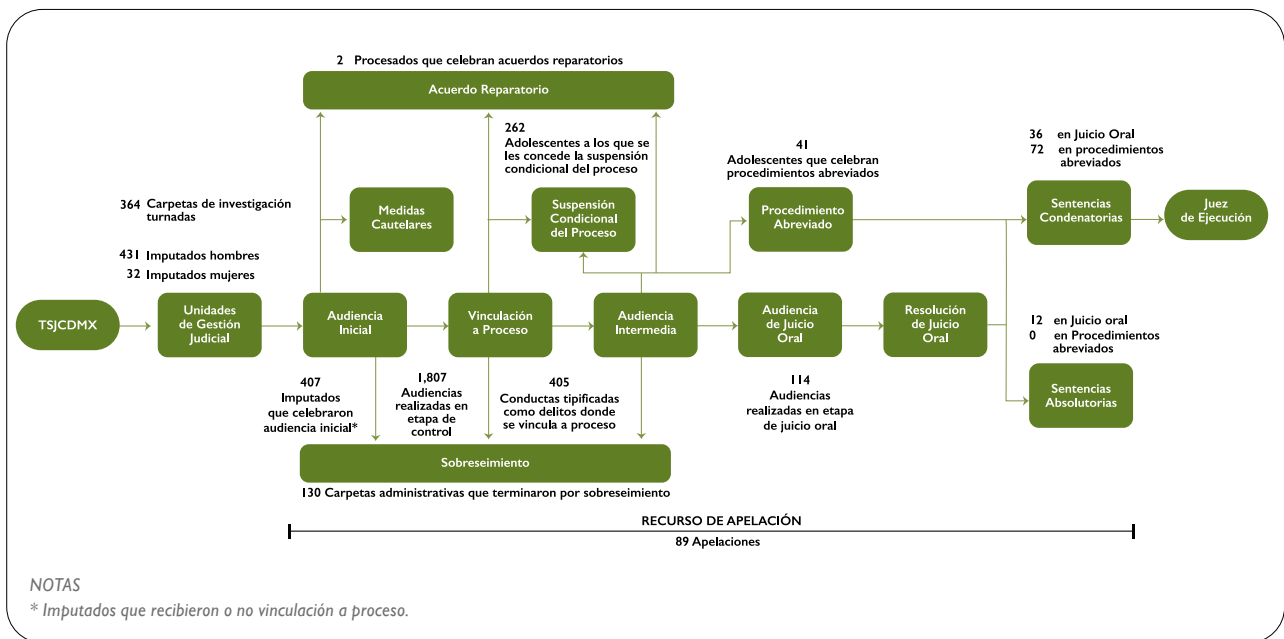 2 Procesados que celebran acuerdos reparatorios
Acuerdo Reparatorio
262
Adolescentes a los que se
les concede la suspensión
condicional del proceso
41
Adolescentes que celebran
procedimientos abreviados
36 en Juicio Oral
72 en procedimientos
abreviados
364 Carpetas de investigación
turnadas
Medidas
Cautelares
Suspensión
Condicional
del Proceso
Procedimiento
Abreviado
Sentencias
Condenatorias
Juez
de Ejecución
431 Imputados hombres
32 Imputados mujeres
TSJCDMX
Unidades
de Gestión
Judicial
Audiencia
Inicial
Vinculación
a Proceso
Audiencia
Intermedia
Audiencia
de Juicio
Oral
Resolución
de Juicio
Oral
12 en Juicio oral
0 en Procedimientos
abreviados
Sentencias
Absolutorias
407
Imputados
que celebraron
audiencia inicial*
1,807
Audiencias
realizadas en
etapa de
control
405
Conductas tipificadas
como delitos donde
se vincula a proceso
114
Audiencias
realizadas en etapa
de juicio oral
Sobreseimiento
130 Carpetas administrativas que terminaron por sobreseimiento
RECURSO DE APELACIÓN
89 Apelaciones
NOTAS
* Imputados que recibieron o no vinculación a proceso.